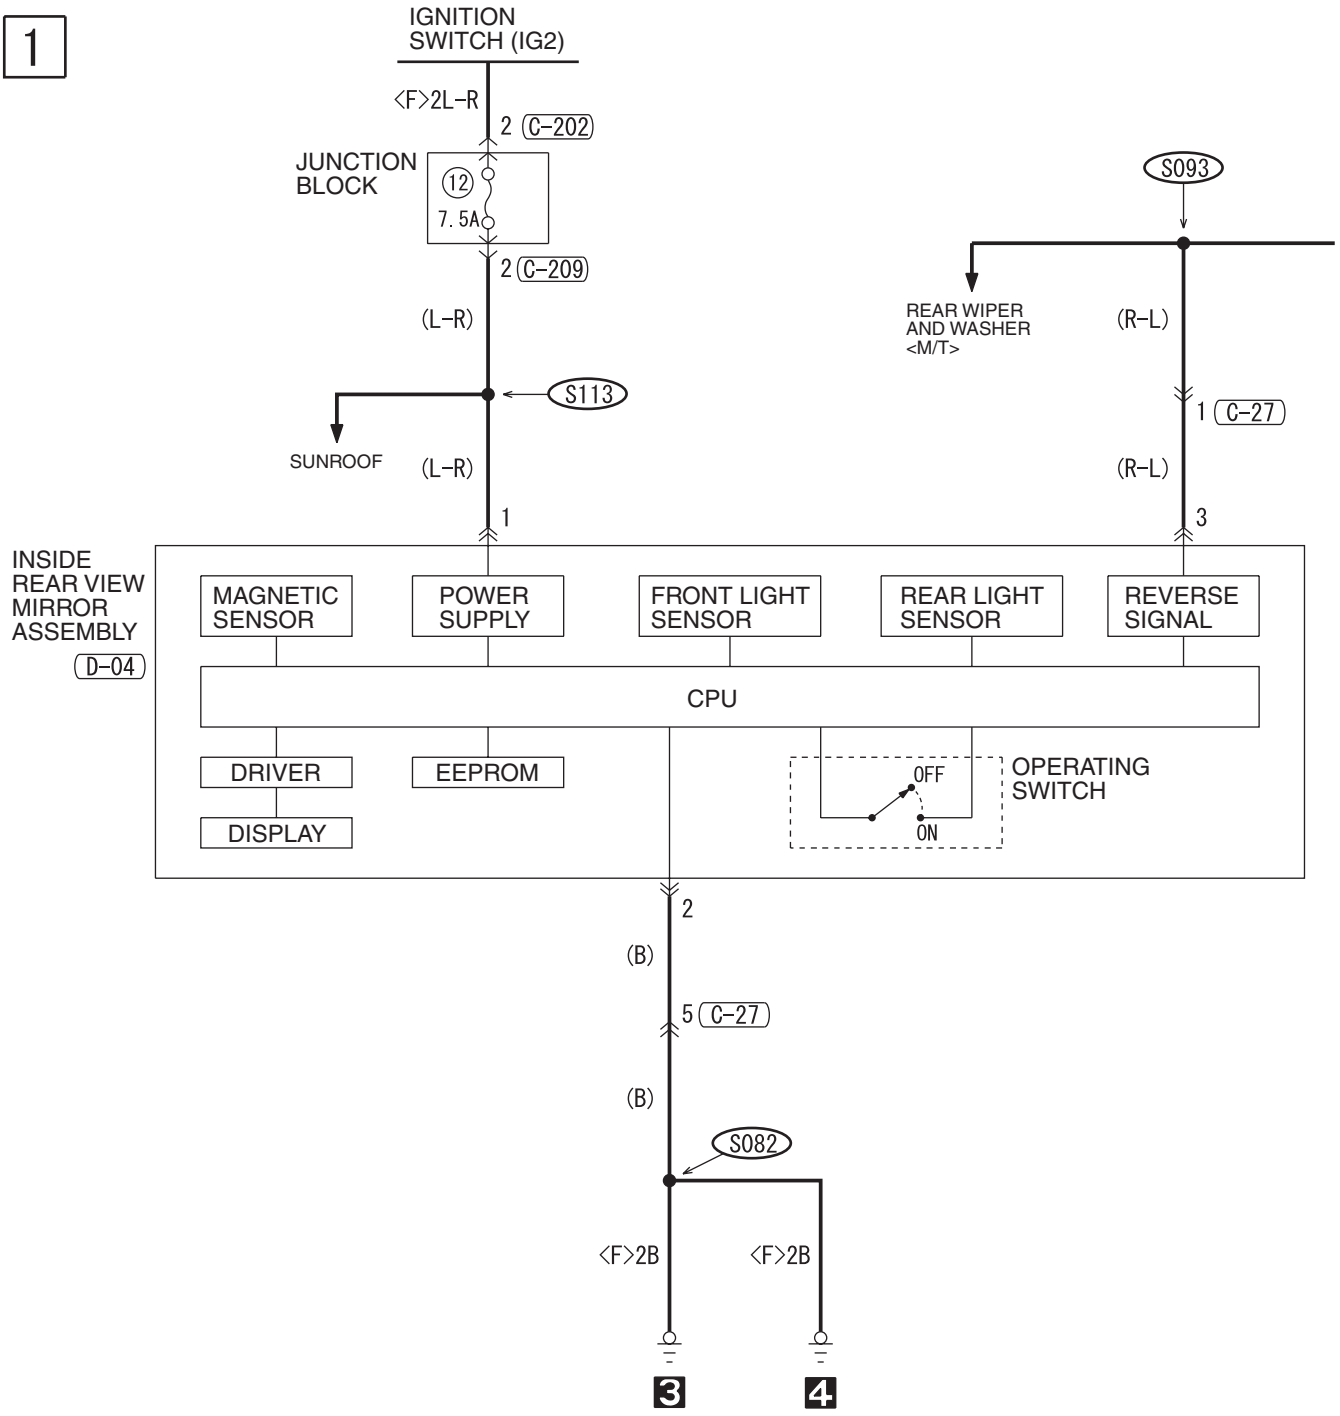 1
IGNITION
SWITCH (IG2)
<F>2L-R
2 C-202
JUNCTION
BLOCK
12
7.5A
2 C-209
(L-R)
S113
SUNROOF
(L-R)
1
S093
REAR WIPER
AND WASHER
<M/T>
(R-L)
1 C-27
(R-L)
3
INSIDE
REAR VIEW
MIRROR
ASSEMBLY
D-04
MAGNETIC
SENSOR
POWER
SUPPLY
FRONT LIGHT
SENSOR
REAR LIGHT
SENSOR
REVERSE
SIGNAL
CPU
DRIVER
EEPROM
DISPLAY
OFF
ON
OPERATING
SWITCH
2
(B)
5 C-27
(B)
S082
<F>2B
<F>2B
3
4